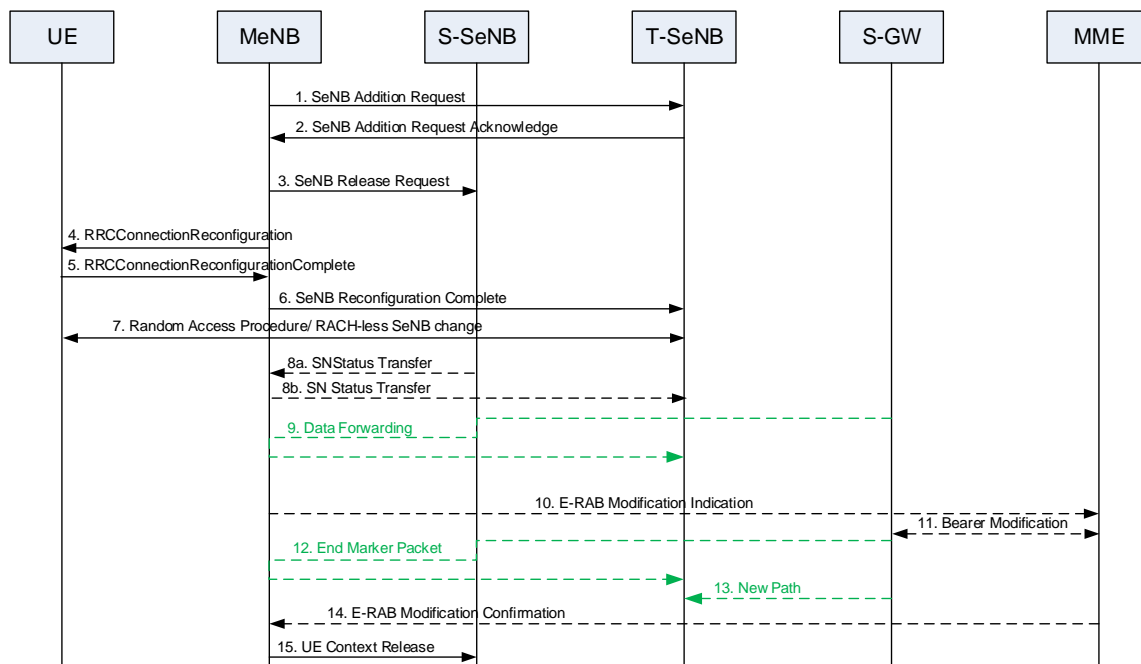 UE
MeNB
S-SeNB
T-SeNB
S-GW
MME
1. SeNB Addition Request
2. SeNB Addition Request Acknowledge
3. SeNB Release Request
4. RRCConnectionReconfiguration
5. RRCConnectionReconfigurationComplete
6. SeNB Reconfiguration Complete
7. Random Access Procedure/ RACH-less SeNB change
8a. SNStatus Transfer
8b. SN Status Transfer
9. Data Forwarding
10. E-RAB Modification Indication
11. Bearer Modification
12. End Marker Packet
13. New Path
14. E-RAB Modification Confirmation
15. UE Context Release